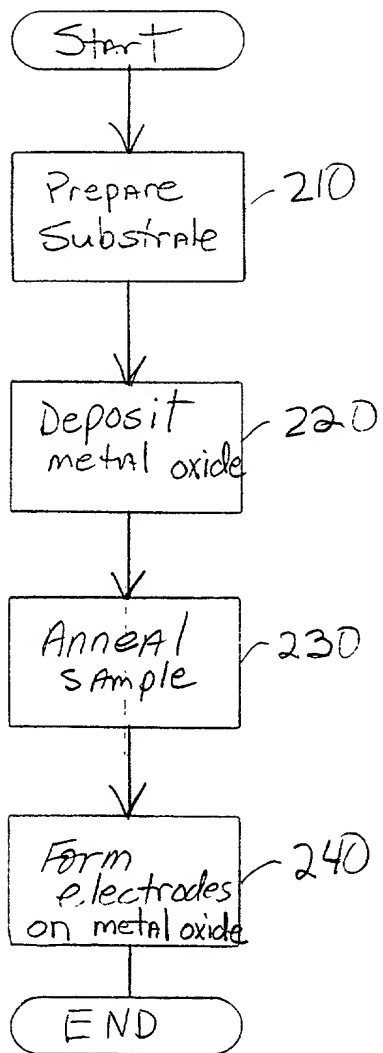 Start
Prepare
Substrate
210
Deposit
metal oxide
220
Anneal
sample
230
Form
electrodes
on metal oxide
240
END